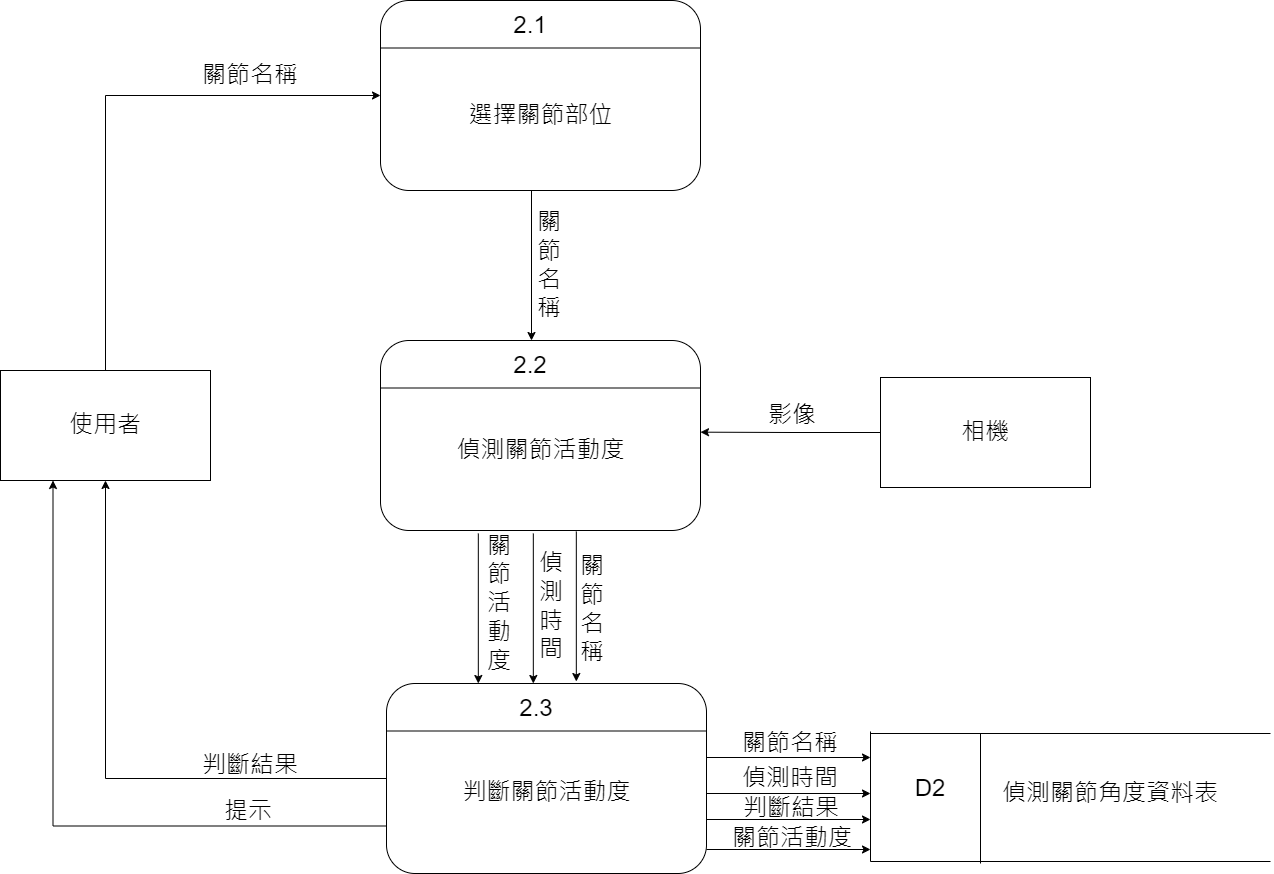 2.1
關節名稱
選擇關節部位
關節名稱
2.2
使用者
影像
相機
偵測關節活動度
關節活動度
偵測時間
關節名稱
2.3
關節名稱
判斷結果
偵測時間
判斷關節活動度
D2
偵測關節角度資料表
提示
判斷結果
關節活動度